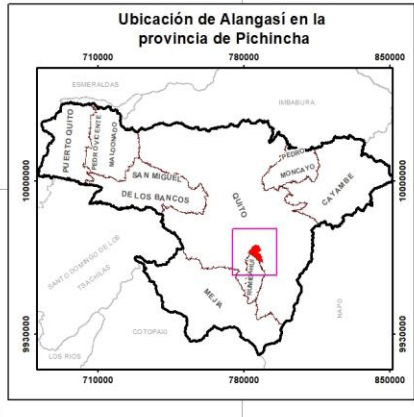 Ubicación de Alangasí en la
provincia de Pichincha
710000
780000
850000
ESMERALDAS
IMBABURA
PUERTO QUITO
PEDRO VICENTE
MALDONADO
SAN MIGUEL
DE LOS BANCOS
PEDRO
MONCAYO
CAYAMBE
QUITO
10000000
10000000
SANTO DOMINGO DE LOS
TSACHILAS
RUMIÑAHUI
MEJIA
NAPO
COTOPAXI
LOS RIOS
9930000
9930000
710000
780000
850000